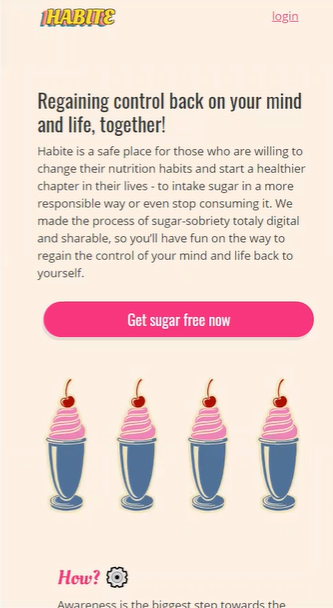 HABITE
login
Regaining control back on your mind
and life, together!
Habite is a safe place for those who are willing to
change their nutrition habits and start a healthier
chapter in their lives - to intake sugar in a more
responsible way or even stop consuming it. We
made the process of sugar-sobriety totaly digital
and sharable, so you'll have fun on the way to
regain the control of your mind and life back to
yourself.
Get sugar free now
How?
Awareness is the biggest step towards the